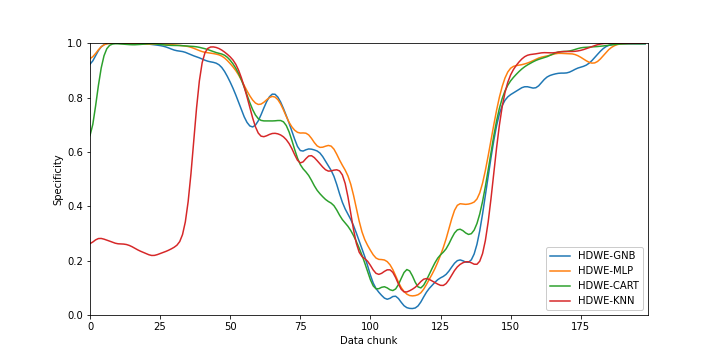 1.0
0.8
0.6
0.4
0.2
0.0
Specificity
0 25 50 75 100 125 150 175
Data chunk
HDWE-GNB
HDWE-MLP
HDWE-CART
HDWE-KNN